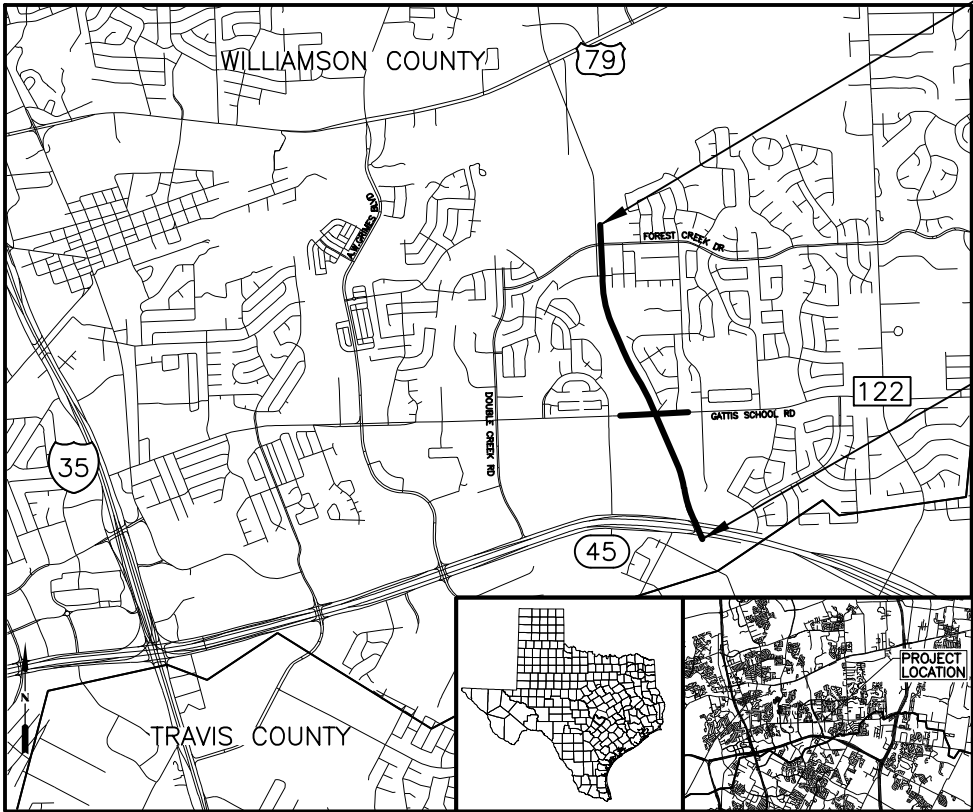 WILLIAMSON COUNTY
79
A.W. GRIMES BLVD
FOREST CREEK DR
122
DOUBLE CREEK RD
GATTIS SCHOOL RD
35
45
PROJECT
LOCATION
N
TRAVIS COUNTY